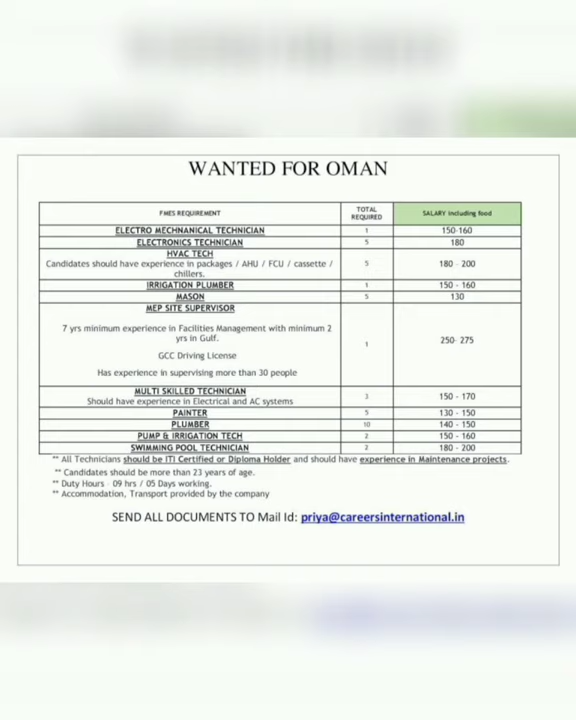 WANTED FOR OMAN
FMES REQUIREMENT TOTAL REQUIRED SALARY including food
ELECTRO MECHNANICAL TECHNICIAN 1 150-160
ELECTRONICS TECHNICIAN 5 180
HVAC TECH
Candidates should have experience in packages / AHU / FCU / cassette /
chillers. 5 180 - 200
IRRIGATION PLUMBER 1 150 - 160
MASON 5 130
MEP SITE SUPERVISOR
7 yrs minimum experience in Facilities Management with minimum 2
yrs in Gulf.
GCC Driving License
Has experience in supervising more than 30 people
1 250- 275
MULTI SKILLED TECHNICIAN
Should have experience in Electrical and AC systems 3 150 - 170
PAINTER 5 130 - 150
PLUMBER 10 140 - 150
PUMP & IRRIGATION TECH 2 150 - 160
SWIMMING POOL TECHNICIAN 2 180 - 200
** All Technicians should be ITI Certified or Diploma Holder and should have experience in Maintenance projects.
** Candidates should be more than 23 years of age.
** Duty Hours - 09 hrs / 05 Days working.
** Accommodation, Transport provided by the company
SEND ALL DOCUMENTS TO Mail Id: priya@careersinternational.in